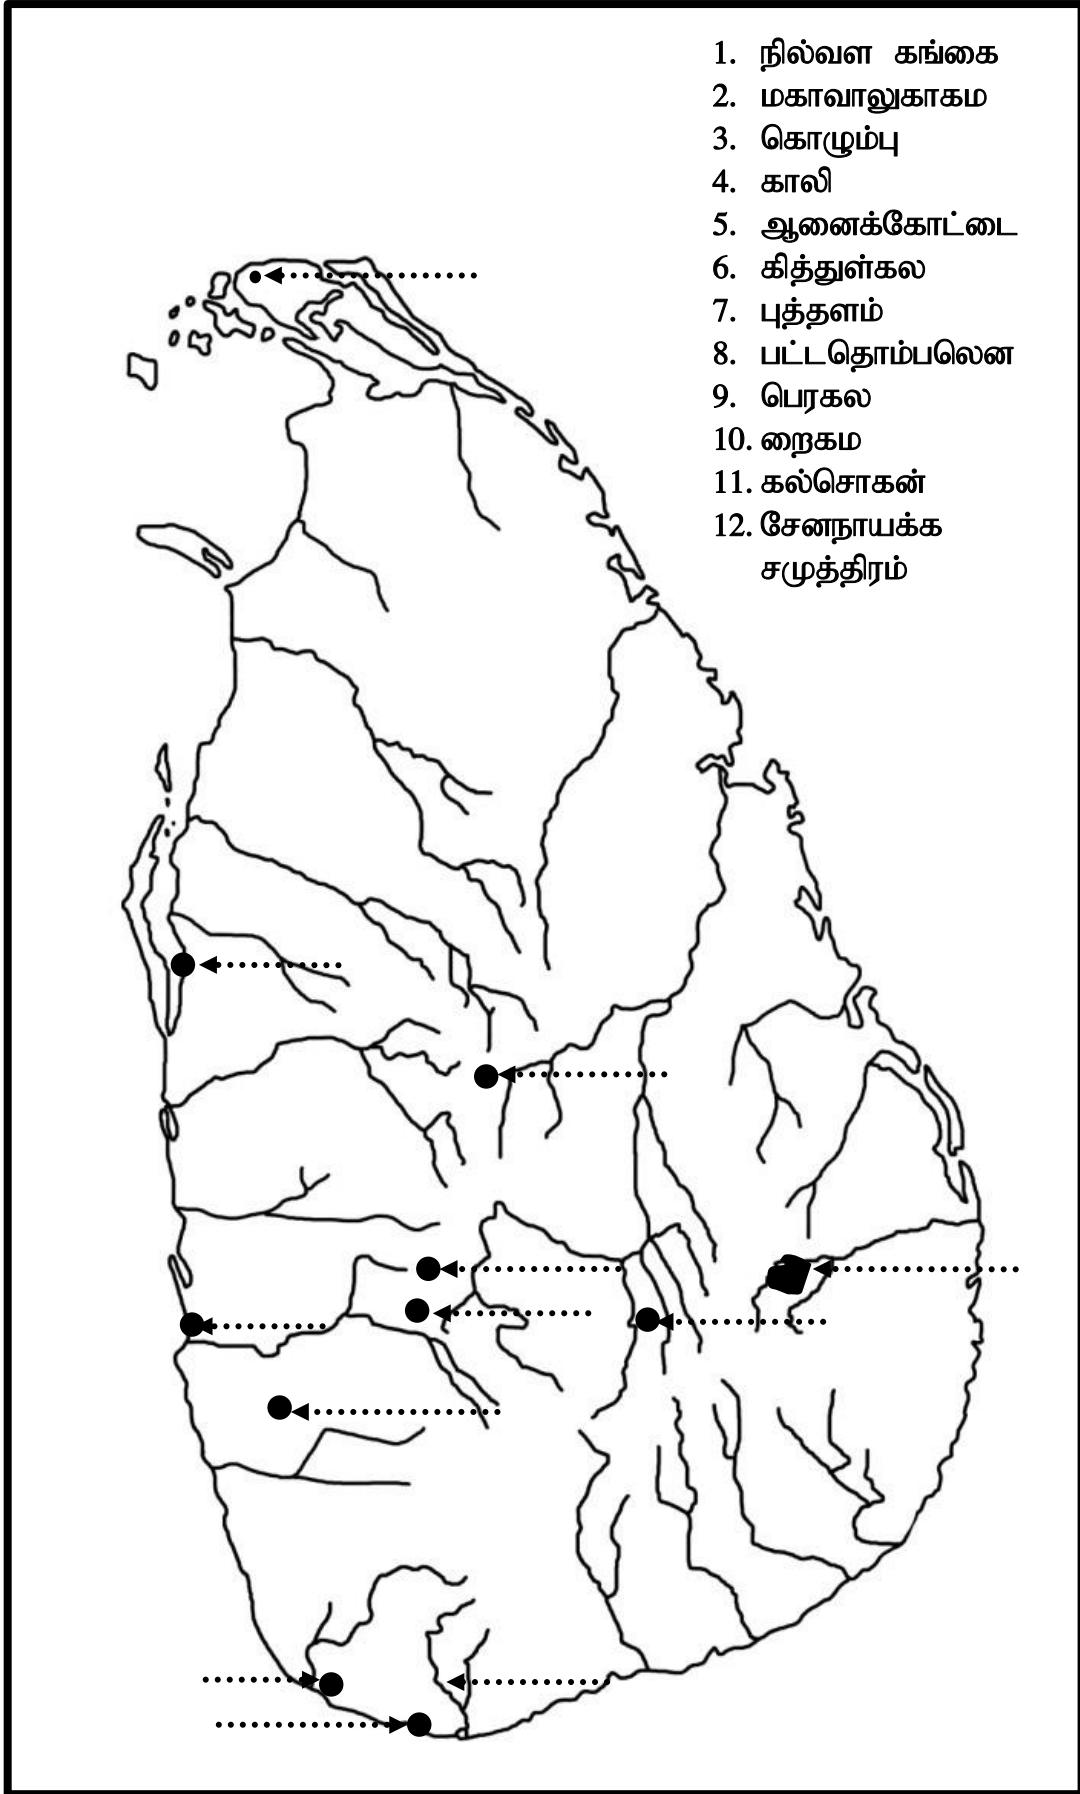 1. நில்வள கங்கை
2. மகாவாலுகாகம
3. கொழும்பு
4. காலி
5. ஆனைக்கோட்டை
6. கித்துள்கல
7. புத்தளம்
8. பட்டதொம்பலென
9. பெரகல
10. றைகம
11. கல்சொகன்
12. சேனநாயக்க
சமுத்திரம்